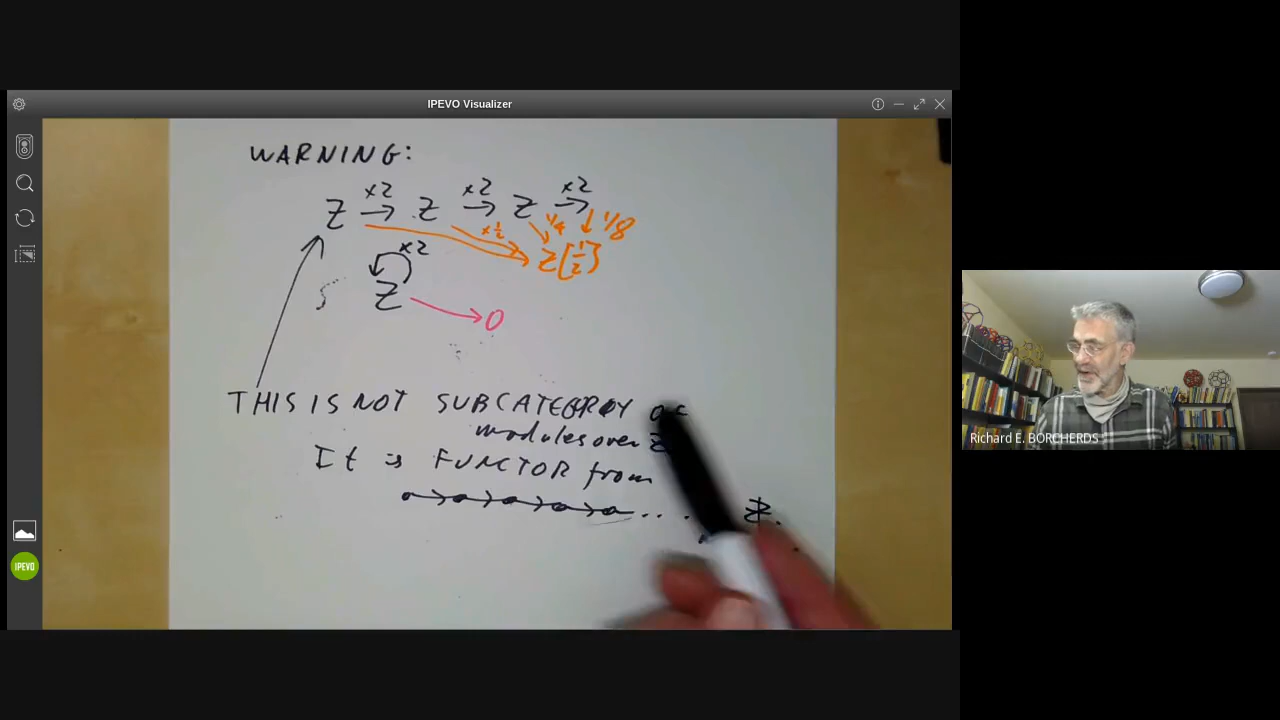 IPEVO Visualizer
WARNING:
×2 ×2 ×2
Z → Z → Z →
×1/2 1/4 1/8
Z[1/2]
×2
Z → 0
THIS IS NOT SUBCATEGORY OF
modules over Z
It is FUNCTOR from
. . . . Z.
IPEVO
Richard E. BORCHERDS